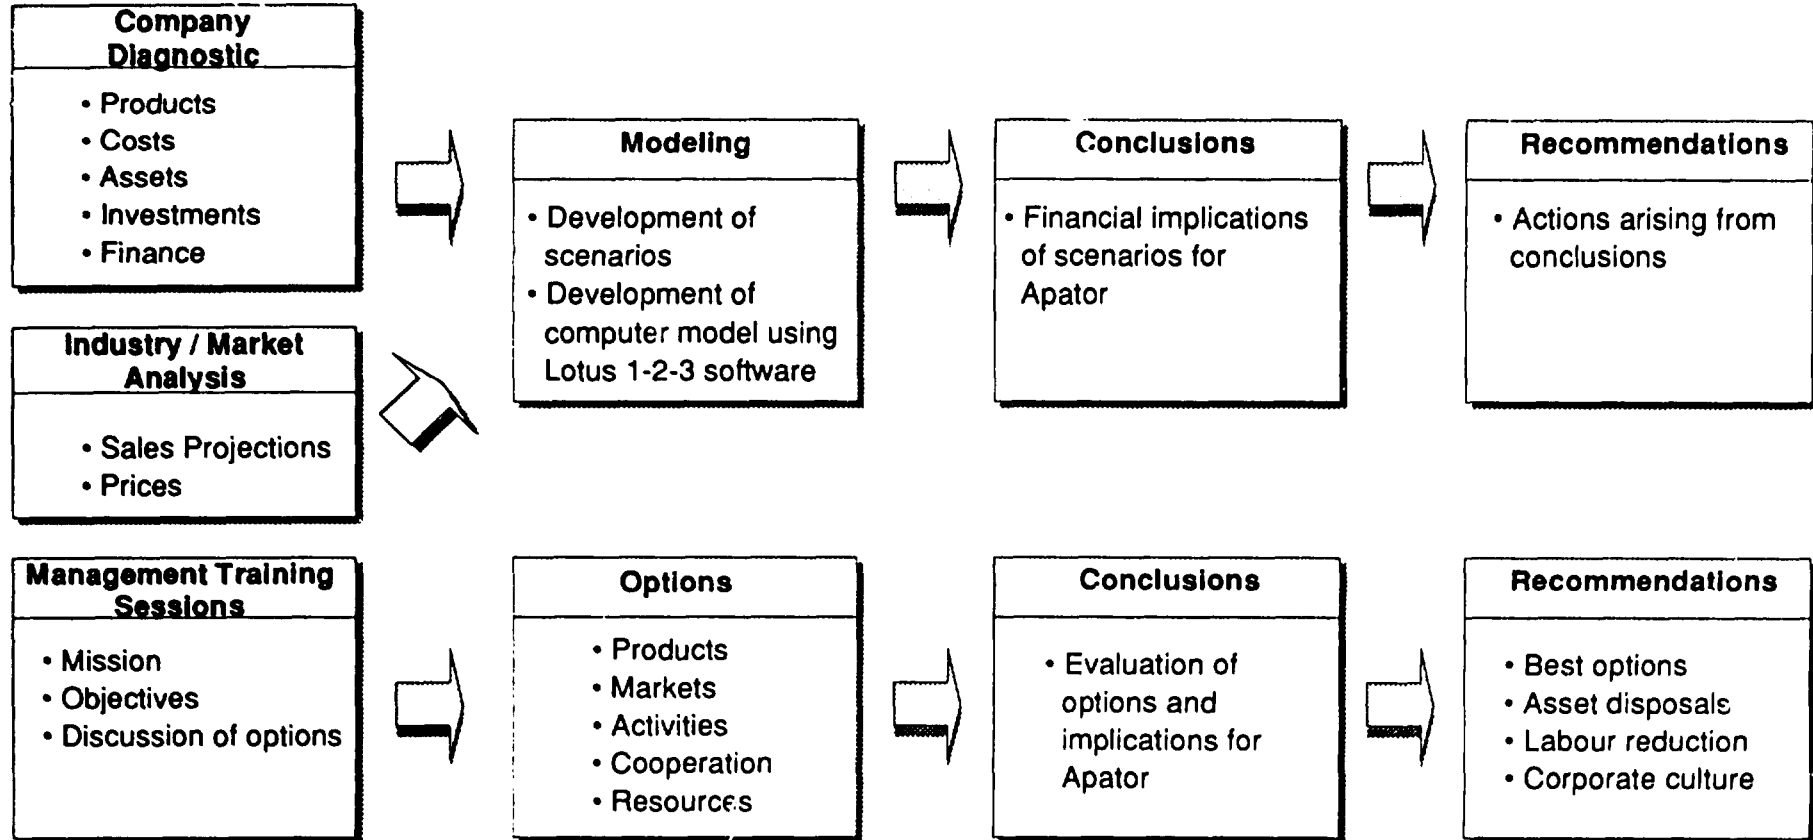 Company
Diagnostic
• Products
• Costs
• Assets
• Investments
• Finance
Modeling
• Development of
scenarios
• Development of
computer model using
Lotus 1-2-3 software
Conclusions
• Financial implications
of scenarios for
Apator
Recommendations
• Actions arising from
conclusions
Industry / Market
Analysis
• Sales Projections
• Prices
Management Training
Sessions
• Mission
• Objectives
• Discussion of options
Options
• Products
• Markets
• Activities
• Cooperation
• Resources
Conclusions
• Evaluation of
options and
implications for
Apator
Recommendations
• Best options
• Asset disposals
• Labour reduction
• Corporate culture